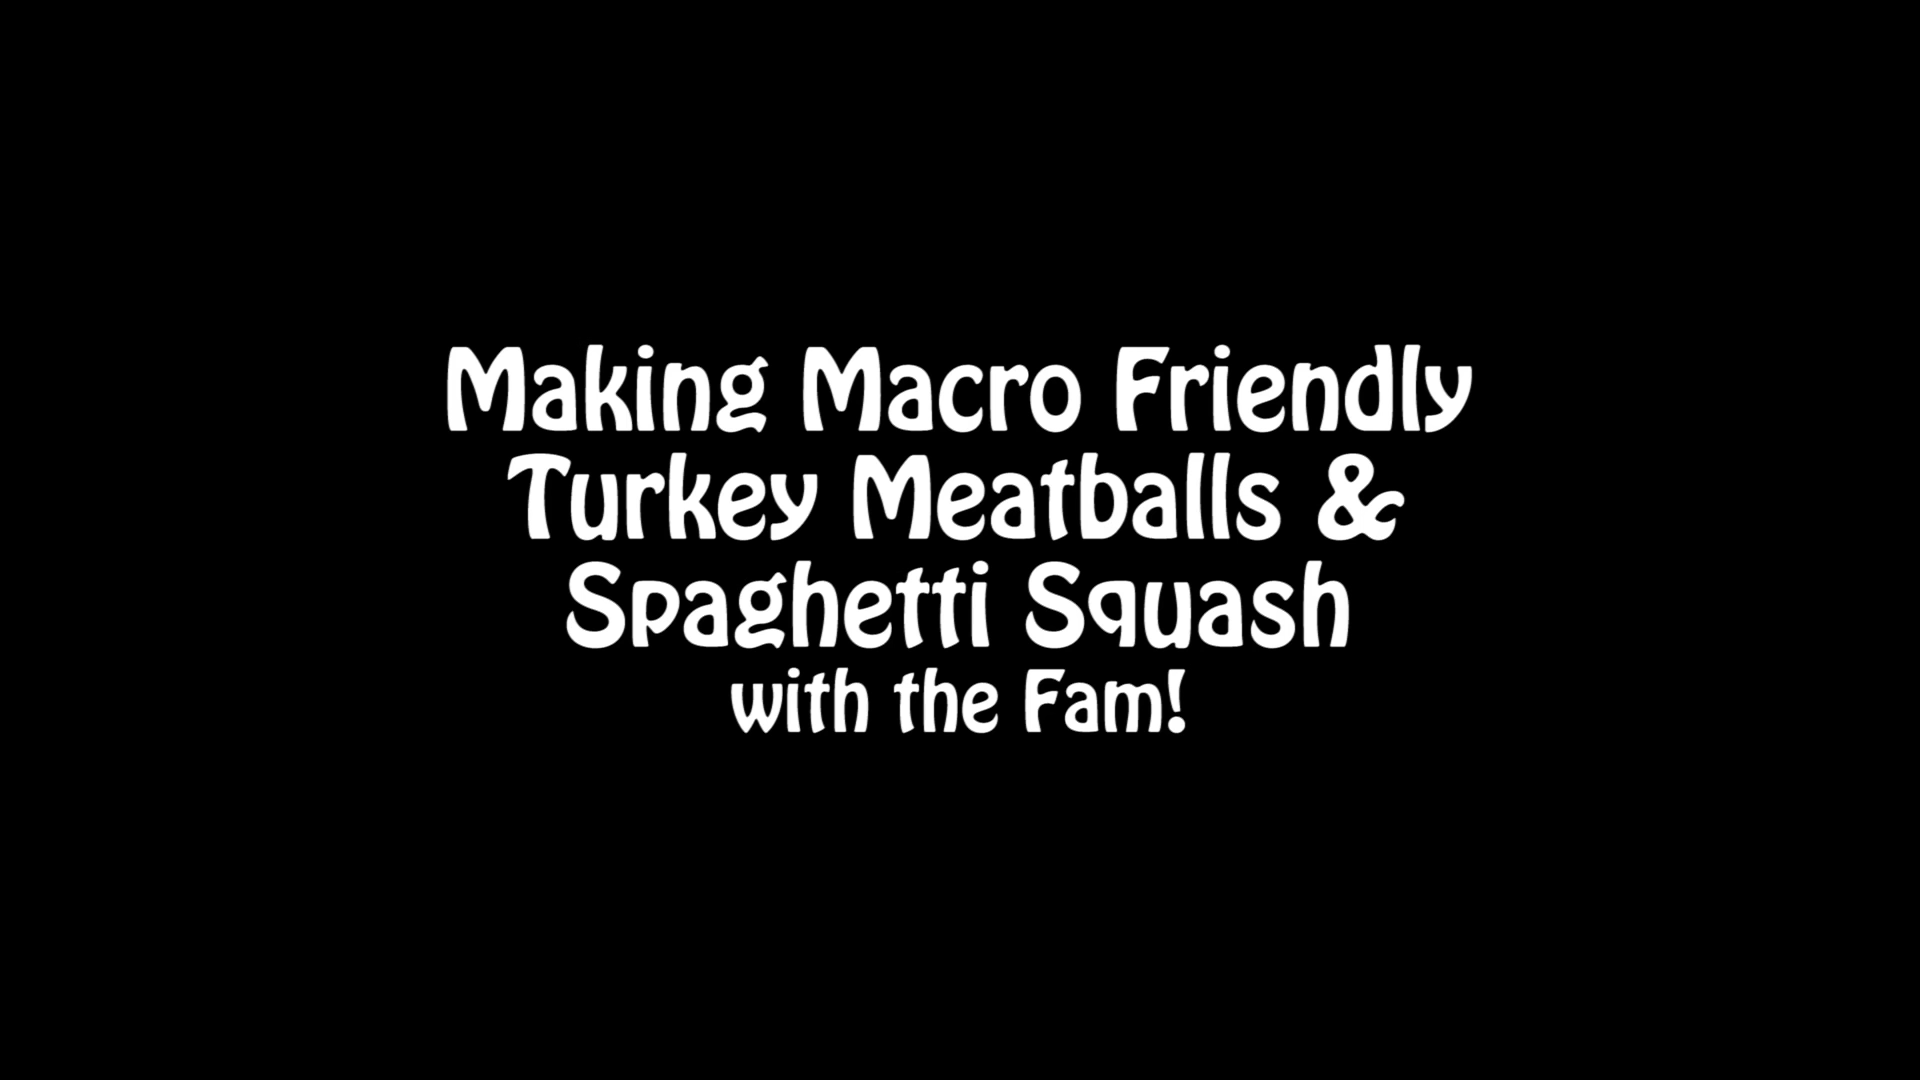 Making Macro Friendly
Turkey Meatballs &
Spaghetti Squash
with the Fam!